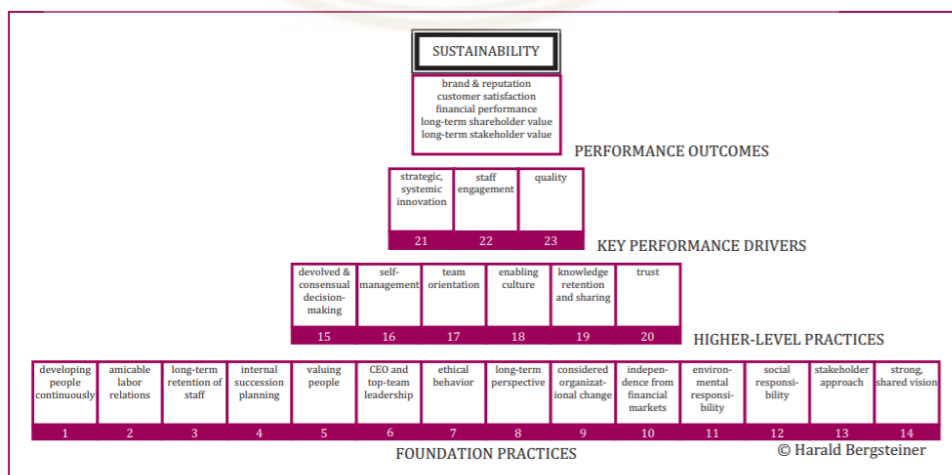 SUSTAINABILITY
brand & reputation
customer satisfaction
financial performance
long-term shareholder value
long-term stakeholder value
PERFORMANCE OUTCOMES
strategic,
systemic
innovation
21
staff
engagement
22
quality
23
KEY PERFORMANCE DRIVERS
devolved &
consensual
decision-
making
15
self-
management
16
team
orientation
17
enabling
culture
18
knowledge
retention
and sharing
19
trust
20
HIGHER-LEVEL PRACTICES
developing
people
continuously
1
amicable
labor
relations
2
long-term
retention of
staff
3
internal
succession
planning
4
valuing
people
5
CEO and
top-team
leadership
6
ethical
behavior
7
long-term
perspective
8
considered
organizat-
ional change
9
indepen-
dence from
financial
markets
10
environ-
mental
responsi-
bility
11
social
responsi-
bility
12
stakeholder
approach
13
strong,
shared vision
14
FOUNDATION PRACTICES
© Harald Bergsteiner